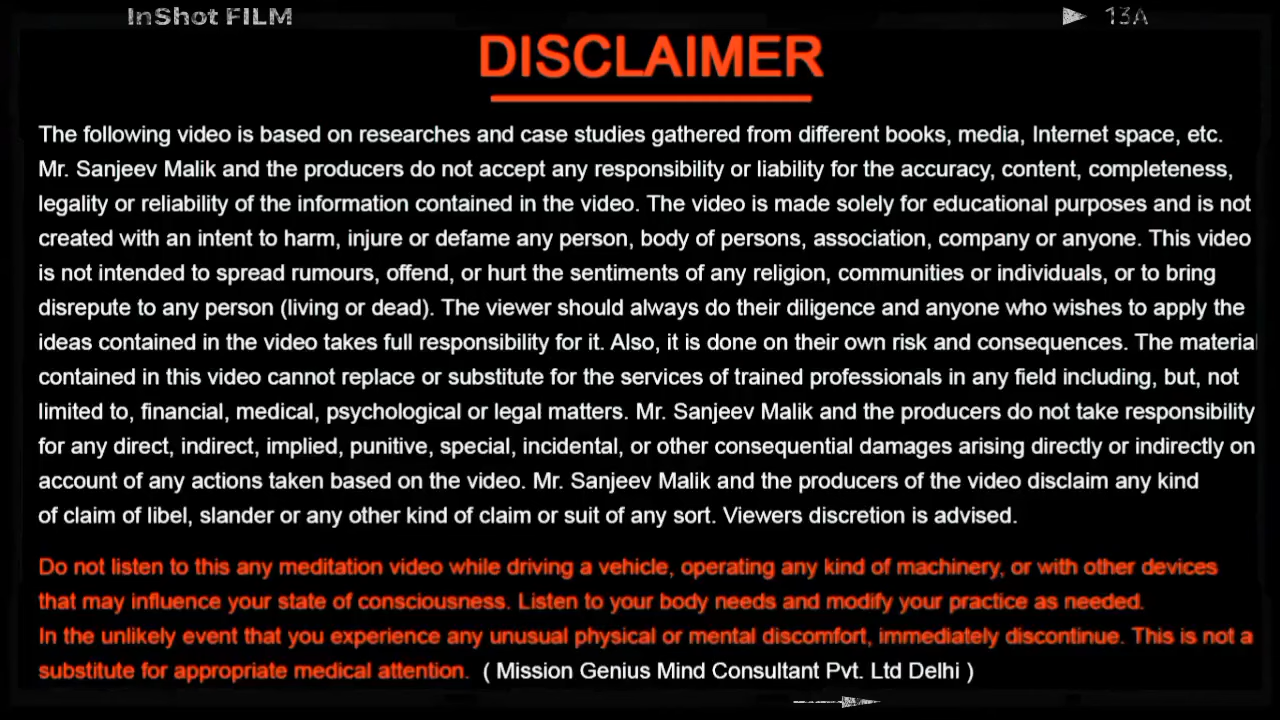 InShot FILM
13A
DISCLAIMER
The following video is based on researches and case studies gathered from different books, media, Internet space, etc.
Mr. Sanjeev Malik and the producers do not accept any responsibility or liability for the accuracy, content, completeness,
legality or reliability of the information contained in the video. The video is made solely for educational purposes and is not
created with an intent to harm, injure or defame any person, body of persons, association, company or anyone. This video
is not intended to spread rumours, offend, or hurt the sentiments of any religion, communities or individuals, or to bring
disrepute to any person (living or dead). The viewer should always do their diligence and anyone who wishes to apply the
ideas contained in the video takes full responsibility for it. Also, it is done on their own risk and consequences. The material
contained in this video cannot replace or substitute for the services of trained professionals in any field including, but, not
limited to, financial, medical, psychological or legal matters. Mr. Sanjeev Malik and the producers do not take responsibility
for any direct, indirect, implied, punitive, special, incidental, or other consequential damages arising directly or indirectly on
account of any actions taken based on the video. Mr. Sanjeev Malik and the producers of the video disclaim any kind
of claim of libel, slander or any other kind of claim or suit of any sort. Viewers discretion is advised.
Do not listen to this any meditation video while driving a vehicle, operating any kind of machinery, or with other devices
that may influence your state of consciousness. Listen to your body needs and modify your practice as needed.
In the unlikely event that you experience any unusual physical or mental discomfort, immediately discontinue. This is not a
substitute for appropriate medical attention. ( Mission Genius Mind Consultant Pvt. Ltd Delhi )